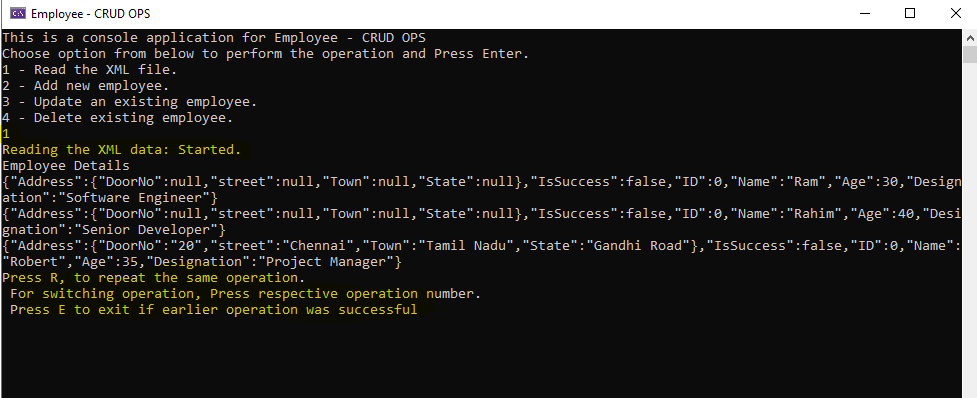 Employee - CRUD OPS
This is a console application for Employee - CRUD OPS
Choose option from below to perform the operation and Press Enter.
1 - Read the XML file.
2 - Add new employee.
3 - Update an existing employee.
4 - Delete existing employee.
1
Reading the XML data: Started.
Employee Details
{"Address":{"DoorNo":null,"street":null,"Town":null,"State":null},"IsSuccess":false,"ID":0,"Name":"Ram","Age":30,"Design
ation":"Software Engineer"}
{"Address":{"DoorNo":null,"street":null,"Town":null,"State":null},"IsSuccess":false,"ID":0,"Name":"Rahim","Age":40,"Desi
gnation":"Senior Developer"}
{"Address":{"DoorNo":"20","street":"Chennai","Town":"Tamil Nadu","State":"Gandhi Road"},"IsSuccess":false,"ID":0,"Name":
"Robert","Age":35,"Designation":"Project Manager"}
Press R, to repeat the same operation.
 For switching operation, Press respective operation number.
 Press E to exit if earlier operation was successful